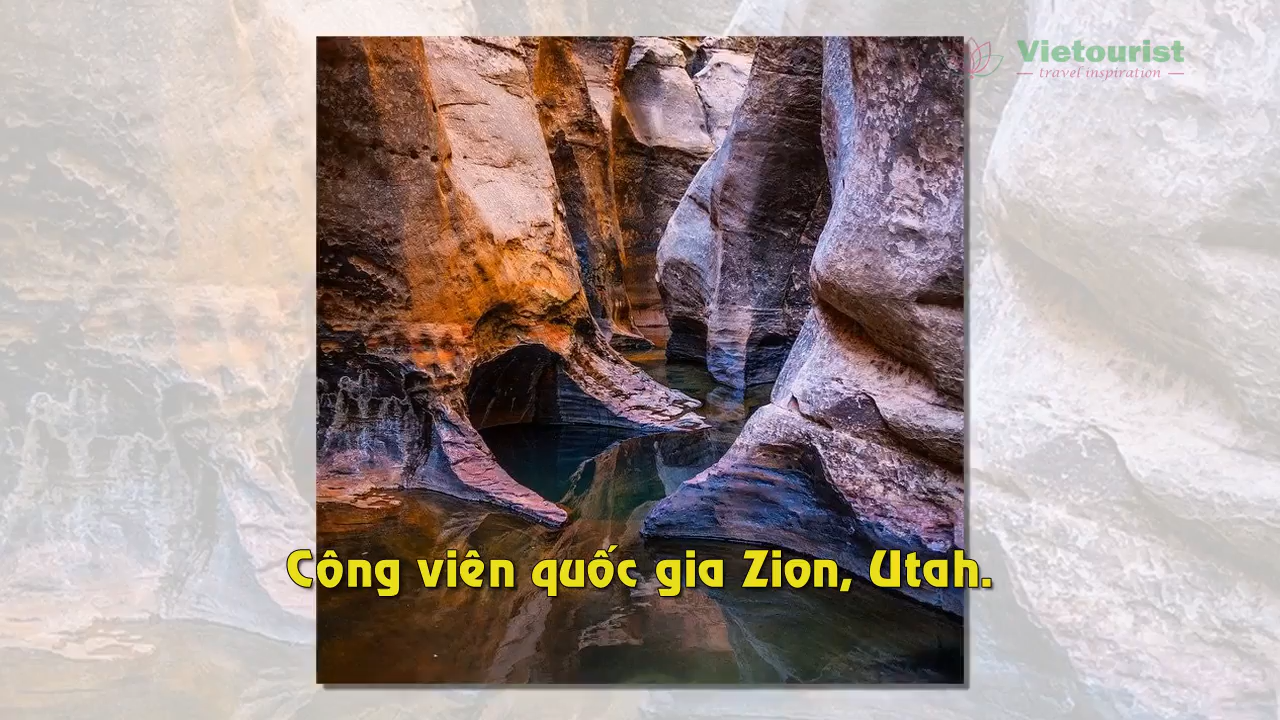 Vietourist
travel inspiration
Công viên quốc gia Zion, Utah.